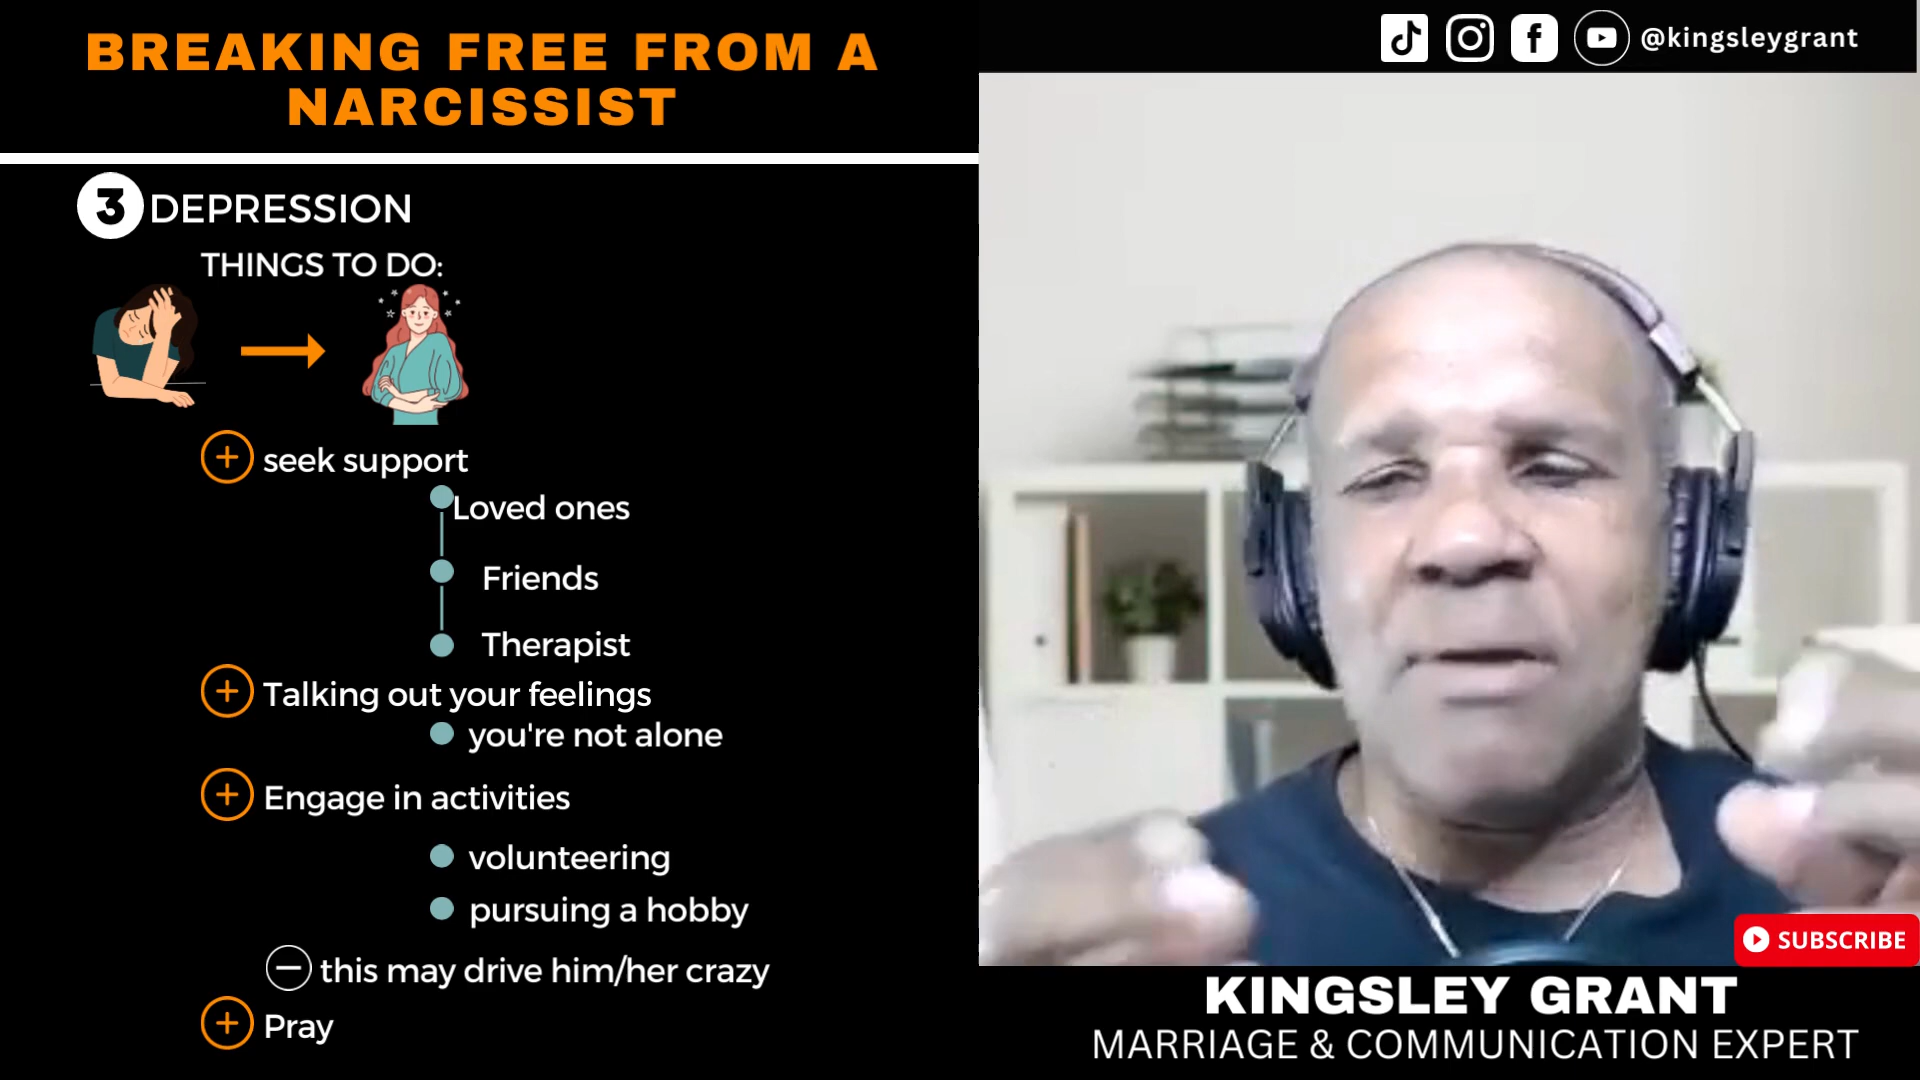 BREAKING FREE FROM A
NARCISSIST
3 DEPRESSION
THINGS TO DO:
seek support
Loved ones
Friends
Therapist
Talking out your feelings
you're not alone
Engage in activities
volunteering
pursuing a hobby
this may drive him/her crazy
Pray
@kingsleygrant
SUBSCRIBE
KINGSLEY GRANT
MARRIAGE & COMMUNICATION EXPERT